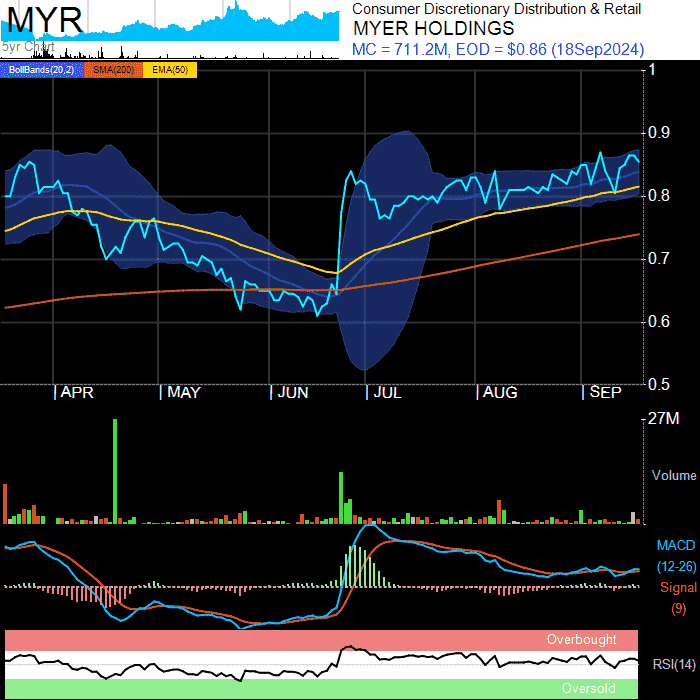 MYR
5yr Chart
Consumer Discretionary Distribution & Retail
MYER HOLDINGS
MC = 711.2M, EOD = $0.86 (18Sep2024)
BollBands(20,2) SMA(200) EMA(50)
1
0.9
0.8
0.7
0.6
0.5
APR MAY JUN JUL AUG SEP
27M
Volume
MACD
(12-26)
Signal
(9)
Overbought
RSI(14)
Oversold